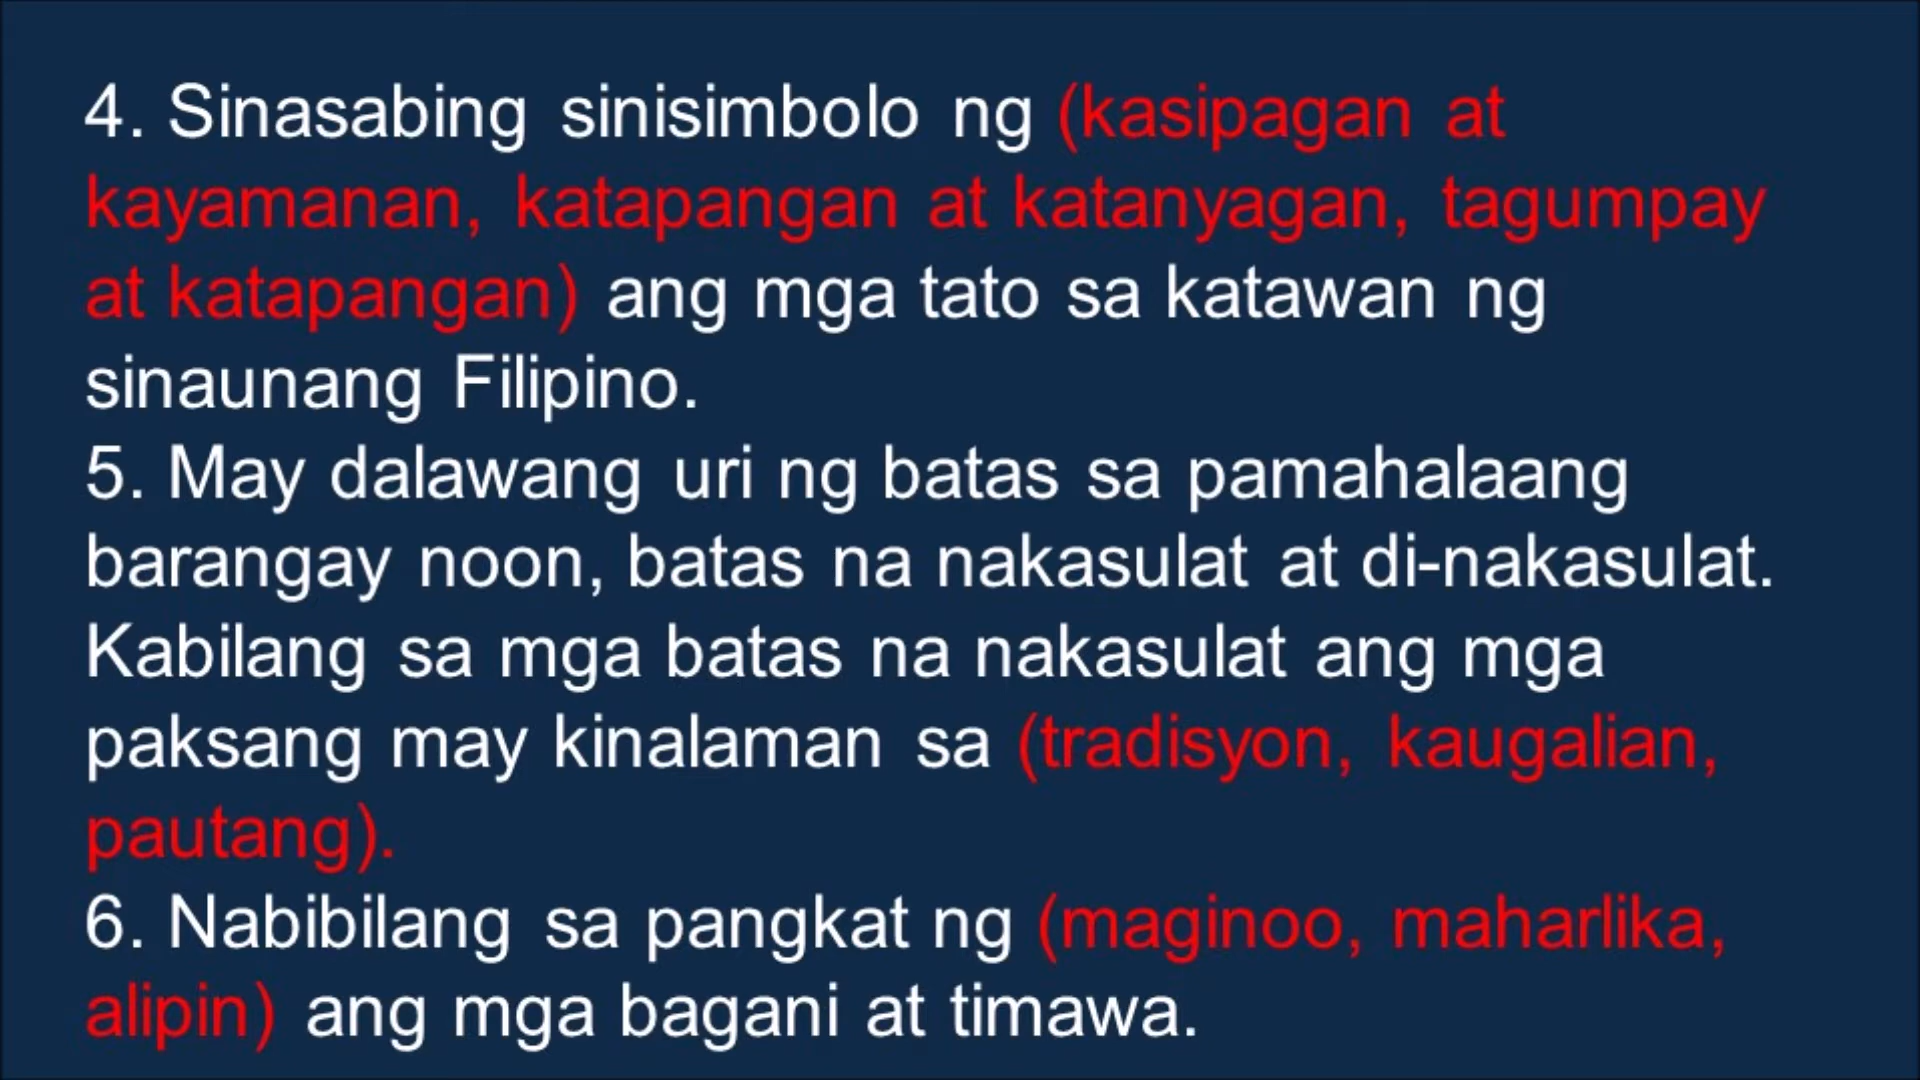 4. Sinasabing sinisimbolo ng (kasipagan at
kayamanan, katapangan at katanyagan, tagumpay
at katapangan) ang mga tato sa katawan ng
sinaunang Filipino.
5. May dalawang uri ng batas sa pamahalaang
barangay noon, batas na nakasulat at di-nakasulat.
Kabilang sa mga batas na nakasulat ang mga
paksang may kinalaman sa (tradisyon, kaugalian,
pautang).
6. Nabibilang sa pangkat ng (maginoo, maharlika,
alipin) ang mga bagani at timawa.